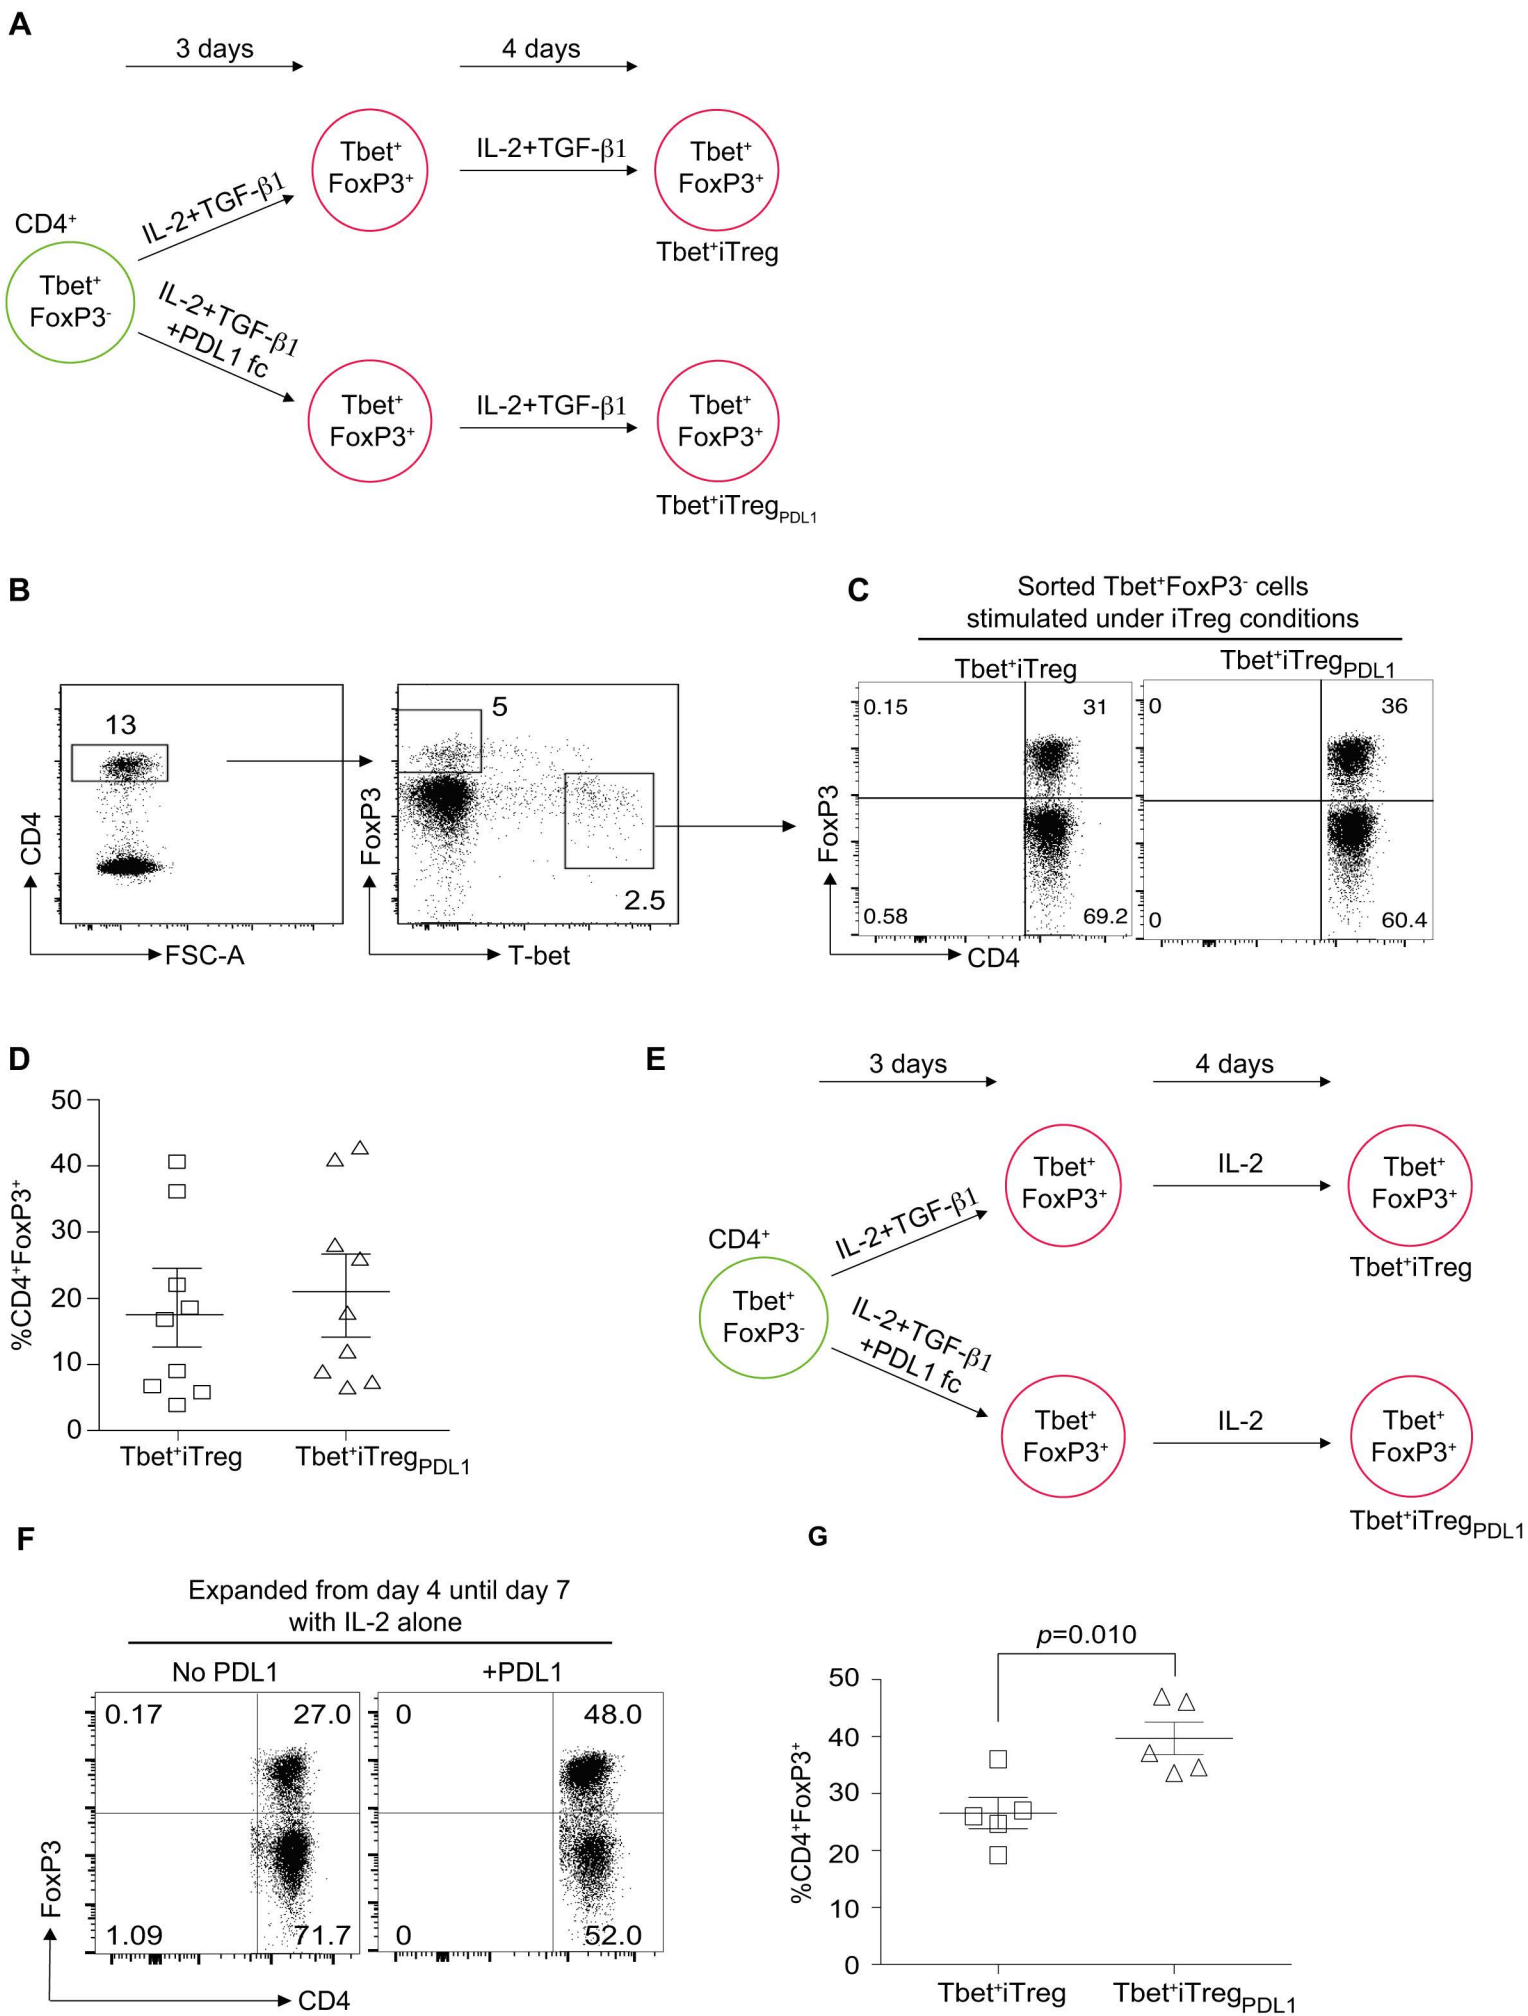 A
3 days
4 days
CD4⁺
Tbet⁺
FoxP3⁻
IL-2+TGF-β1
Tbet⁺
FoxP3⁺
IL-2+TGF-β1
Tbet⁺
FoxP3⁺
Tbet⁺iTreg
IL-2+TGF-β1
+PDL1 fc
Tbet⁺
FoxP3⁺
IL-2+TGF-β1
Tbet⁺
FoxP3⁺
Tbet⁺iTregPDL1
B
13
CD4
FSC-A
5
2.5
FoxP3
T-bet
C
Sorted Tbet⁺FoxP3⁻ cells
stimulated under iTreg conditions
Tbet⁺iTreg
Tbet⁺iTregPDL1
0.15
31
0.58
69.2
0
36
0
60.4
FoxP3
CD4
D
50
40
30
20
10
0
%CD4⁺FoxP3⁺
Tbet⁺iTreg
Tbet⁺iTregPDL1
E
3 days
4 days
CD4⁺
Tbet⁺
FoxP3⁻
IL-2+TGF-β1
Tbet⁺
FoxP3⁺
IL-2
Tbet⁺
FoxP3⁺
Tbet⁺iTreg
IL-2+TGF-β1
+PDL1 fc
Tbet⁺
FoxP3⁺
IL-2
Tbet⁺
FoxP3⁺
Tbet⁺iTregPDL1
F
Expanded from day 4 until day 7
with IL-2 alone
No PDL1
+PDL1
0.17
27.0
1.09
71.7
0
48.0
0
52.0
FoxP3
CD4
G
p=0.010
50
40
30
20
10
0
%CD4⁺FoxP3⁺
Tbet⁺iTreg
Tbet⁺iTregPDL1